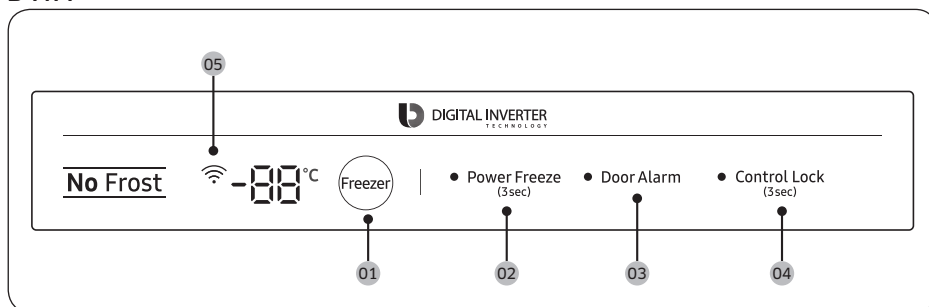 05
DIGITAL INVERTER
TECHNOLOGY
No Frost
-88°C
Freezer
Power Freeze
(3sec)
Door Alarm
Control Lock
(3sec)
01
02
03
04